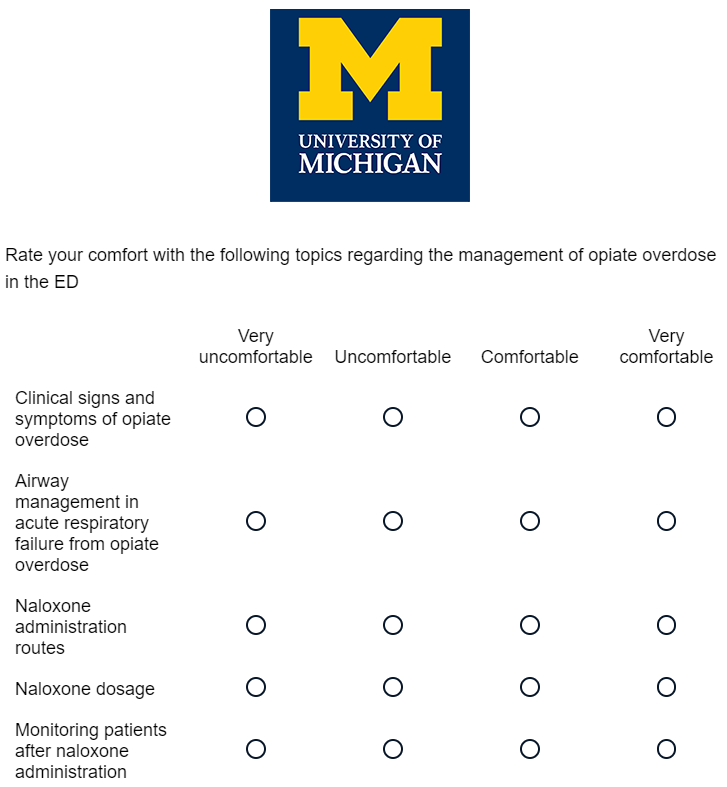 M
UNIVERSITY OF
MICHIGAN
Rate your comfort with the following topics regarding the management of opiate overdose
in the ED
Very
uncomfortable
Uncomfortable
Comfortable
Very
comfortable
Clinical signs and
symptoms of opiate
overdose
Airway
management in
acute respiratory
failure from opiate
overdose
Naloxone
administration
routes
Naloxone dosage
Monitoring patients
after naloxone
administration